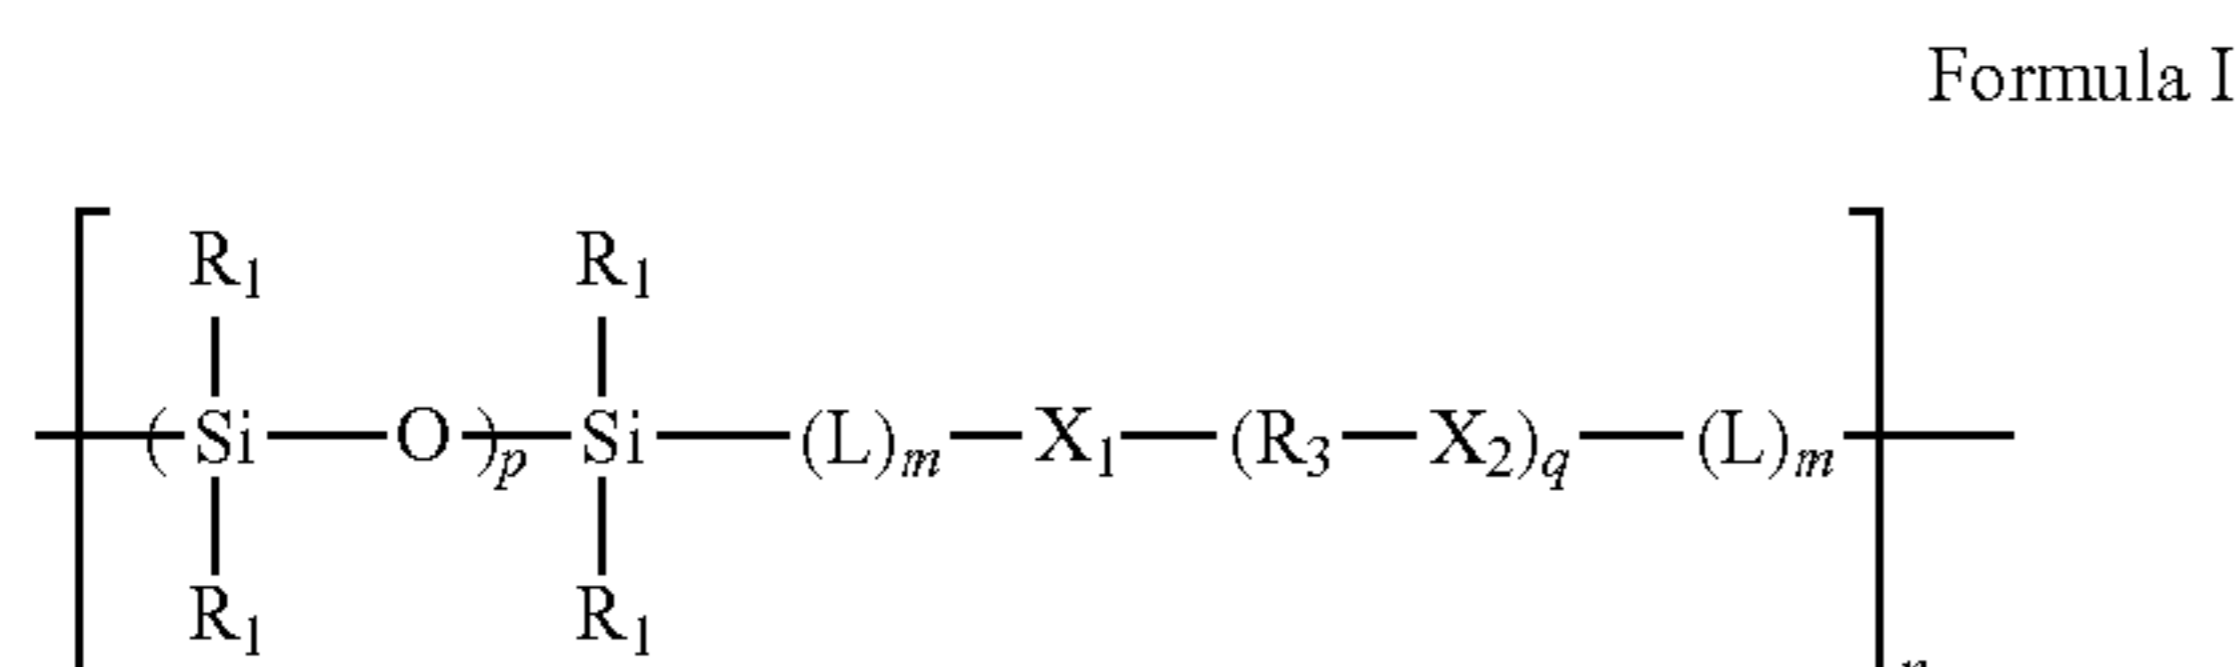 Formula I
R1 R1
(Si—O)p—Si—(L)m—X1—(R3—X2)q—(L)m
R1 R1